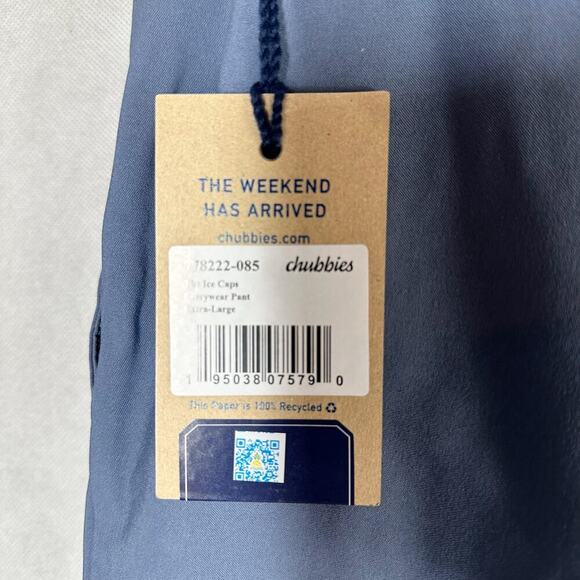 THE WEEKEND
HAS ARRIVED
chubbies.com
78222-085 chubbies
Ice Caps
Pant
-Large
1 95038 07579 0
This Paper is 100% Recycled